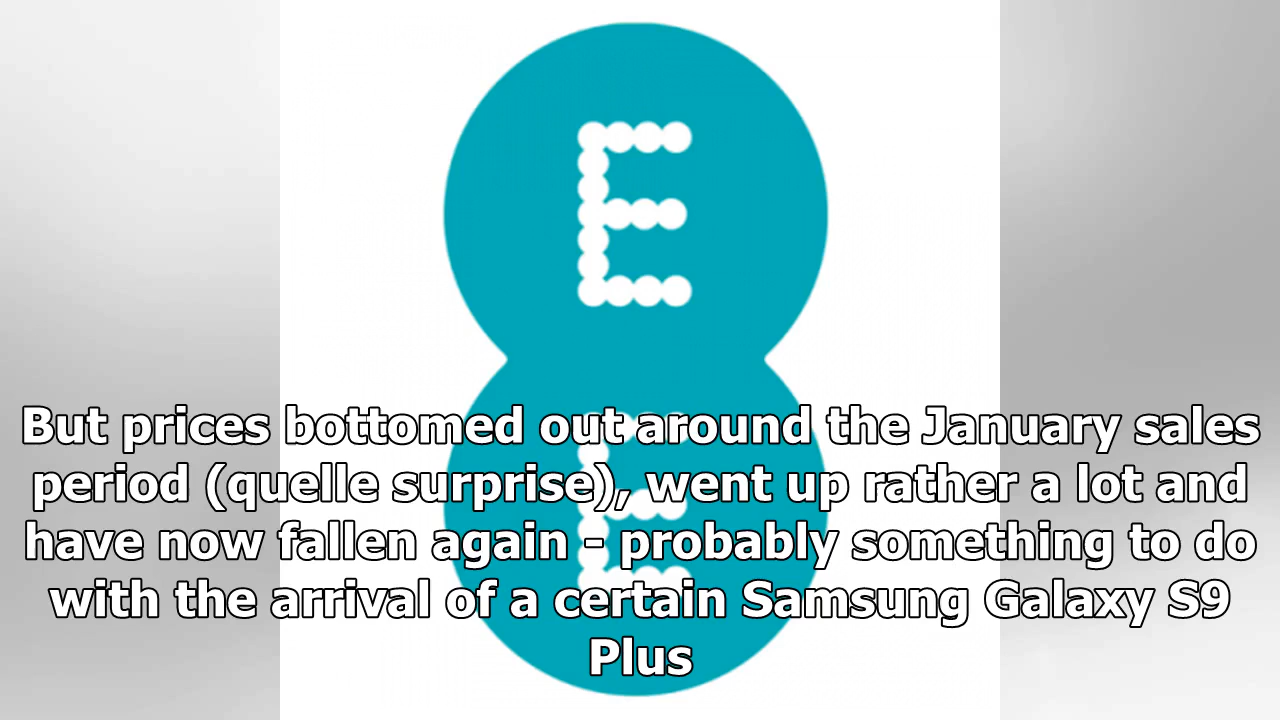 E
E
But prices bottomed out around the January sales
period (quelle surprise), went up rather a lot and
have now fallen again - probably something to do
with the arrival of a certain Samsung Galaxy S9
Plus